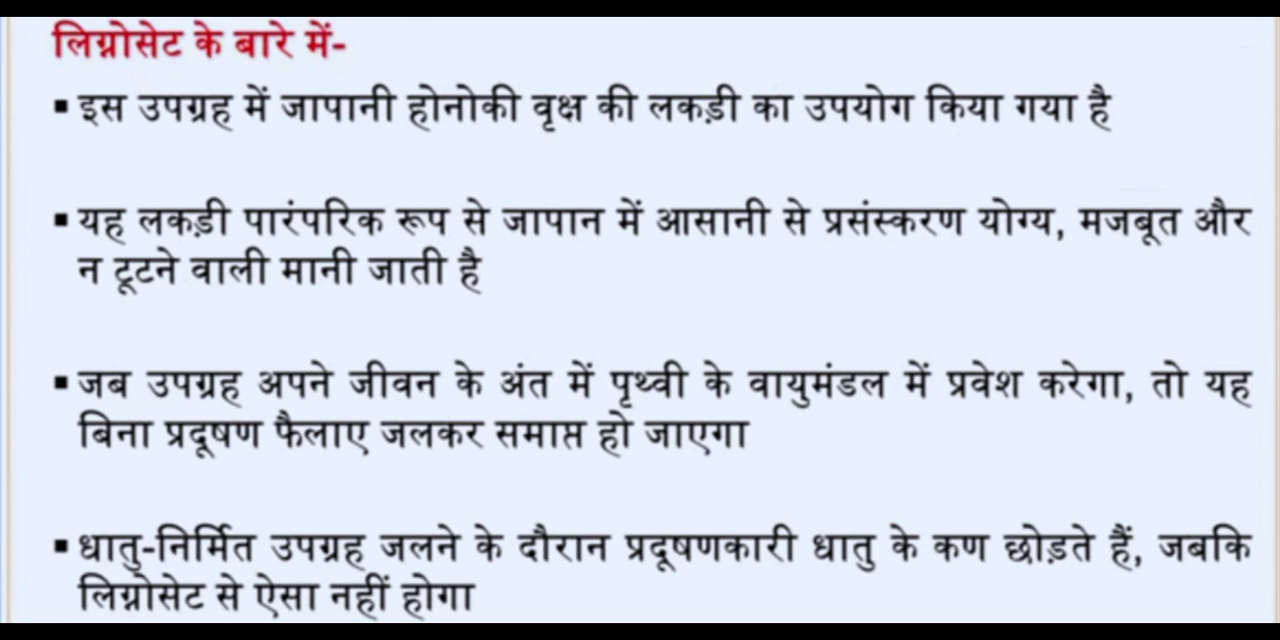 लिग्नोसेट के बारे में-
▪ इस उपग्रह में जापानी होनोकी वृक्ष की लकड़ी का उपयोग किया गया है
▪ यह लकड़ी पारंपरिक रूप से जापान में आसानी से प्रसंस्करण योग्य, मजबूत और
न टूटने वाली मानी जाती है
▪ जब उपग्रह अपने जीवन के अंत में पृथ्वी के वायुमंडल में प्रवेश करेगा, तो यह
बिना प्रदूषण फैलाए जलकर समाप्त हो जाएगा
▪ धातु-निर्मित उपग्रह जलने के दौरान प्रदूषणकारी धातु के कण छोड़ते हैं, जबकि
लिग्नोसेट से ऐसा नहीं होगा